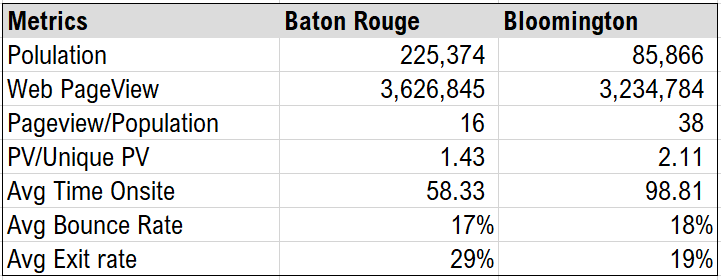 Metrics Baton Rouge Bloomington
Polulation 225,374 85,866
Web PageView 3,626,845 3,234,784
Pageview/Population 16 38
PV/Unique PV 1.43 2.11
Avg Time Onsite 58.33 98.81
Avg Bounce Rate 17% 18%
Avg Exit rate 29% 19%